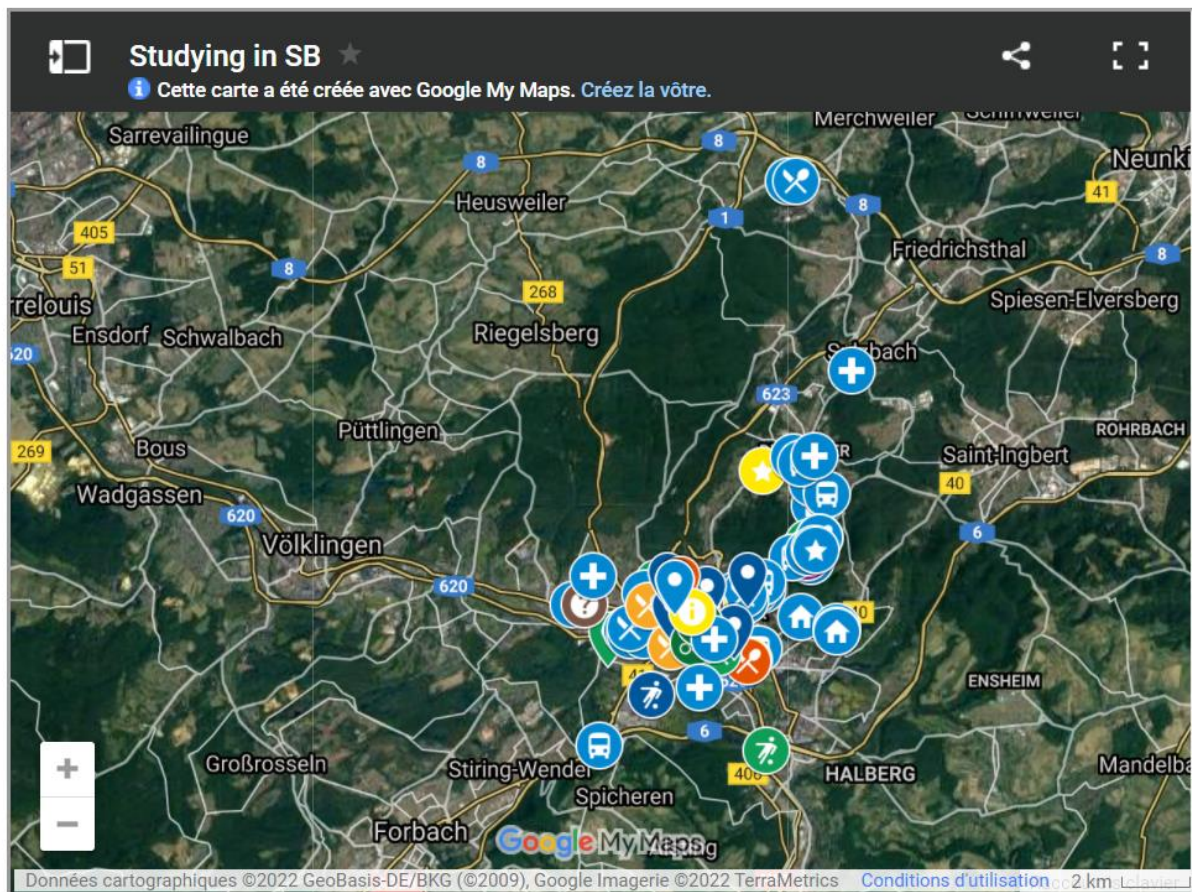 Studying in SB
Cette carte a été créée avec Google My Maps. Créez la vôtre.
Merchweiler
Sarrevailingue
8
8
Neunki
41
Heusweiler
8
1
405
Friedrichsthal
8
51
8
268
Spiesen-Elversberg
rrelouis
Riegelsberg
Ensdorf
Schwalbach
20
623
Püttlingen
ROHRBACH
269
Bous
Saint-Ingbert
40
Wadgassen
620
6
Völklingen
620
40
ENSHEIM
6
Großrosseln
Stiring-Wendel
406
HALBERG
Mandelba
Spicheren
Forbach
Google My Maps
Données cartographiques ©2022 GeoBasis-DE/BKG (©2009), Google Imagerie ©2022 TerraMetrics
Conditions d'utilisation
2 km